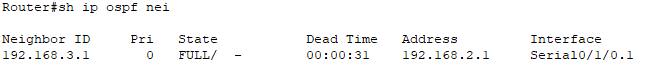 Router#sh ip ospf nei
Neighbor ID     Pri   State           Dead Time   Address         Interface
192.168.3.1       0   FULL/  -        00:00:31    192.168.2.1     Serial0/1/0.1